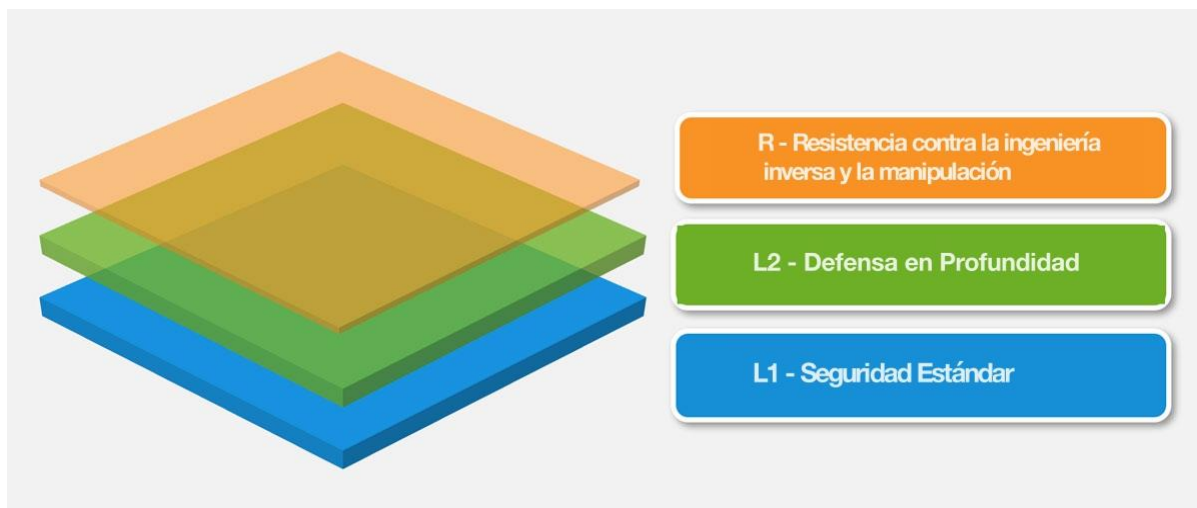 R - Resistencia contra la ingeniería
inversa y la manipulación
L2 - Defensa en Profundidad
L1 - Seguridad Estándar